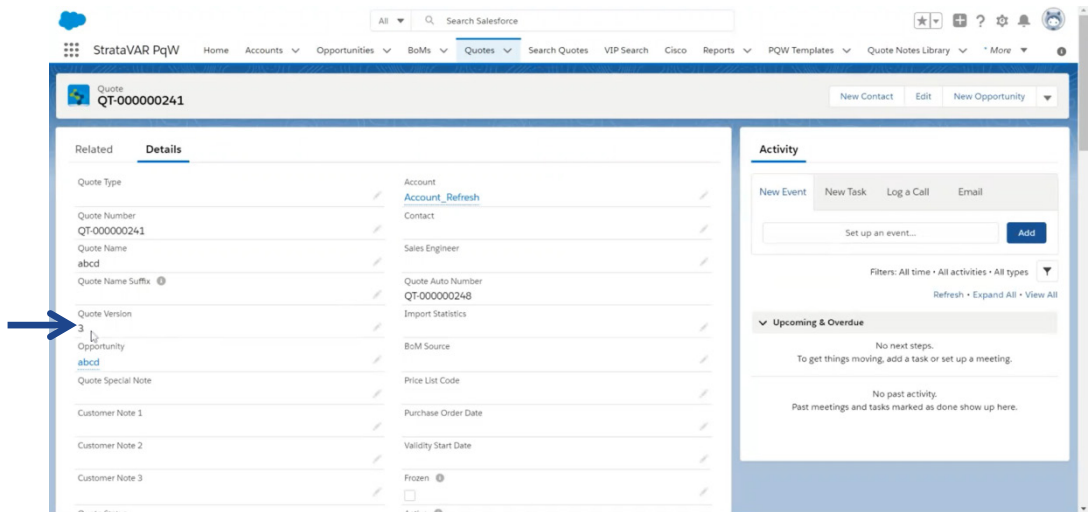 All
Search Salesforce
StrataVAR PqW
Home
Accounts
Opportunities
BoMs
Quotes
Search Quotes
VIP Search
Cisco
Reports
PQW Templates
Quote Notes Library
* More
Quote
QT-000000241
New Contact
Edit
New Opportunity
Related
Details
Quote Type
Account
Account_Refresh
Quote Number
QT-000000241
Contact
Quote Name
abcd
Sales Engineer
Quote Name Suffix
Quote Auto Number
QT-000000248
Quote Version
3
Import Statistics
Opportunity
abcd
BoM Source
Quote Special Note
Price List Code
Customer Note 1
Purchase Order Date
Customer Note 2
Validity Start Date
Customer Note 3
Frozen
Activity
New Event
New Task
Log a Call
Email
Set up an event...
Add
Filters: All time • All activities • All types
Refresh • Expand All • View All
Upcoming & Overdue
No next steps.
To get things moving, add a task or set up a meeting.
No past activity.
Past meetings and tasks marked as done show up here.